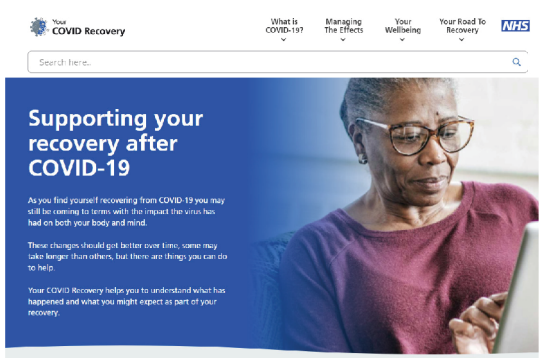 Your
COVID Recovery
What is
COVID-19?
Managing
The Effects
Your
Wellbeing
Your Road To
Recovery
NHS
Search here..
Supporting your
recovery after
COVID-19
As you find yourself recovering from COVID-19 you may
still be coming to terms with the impact the virus has
had on both your body and mind.
These changes should get better over time, some may
take longer than others, but there are things you can do
to help.
Your COVID Recovery helps you to understand what has
happened and what you might expect as part of your
recovery.